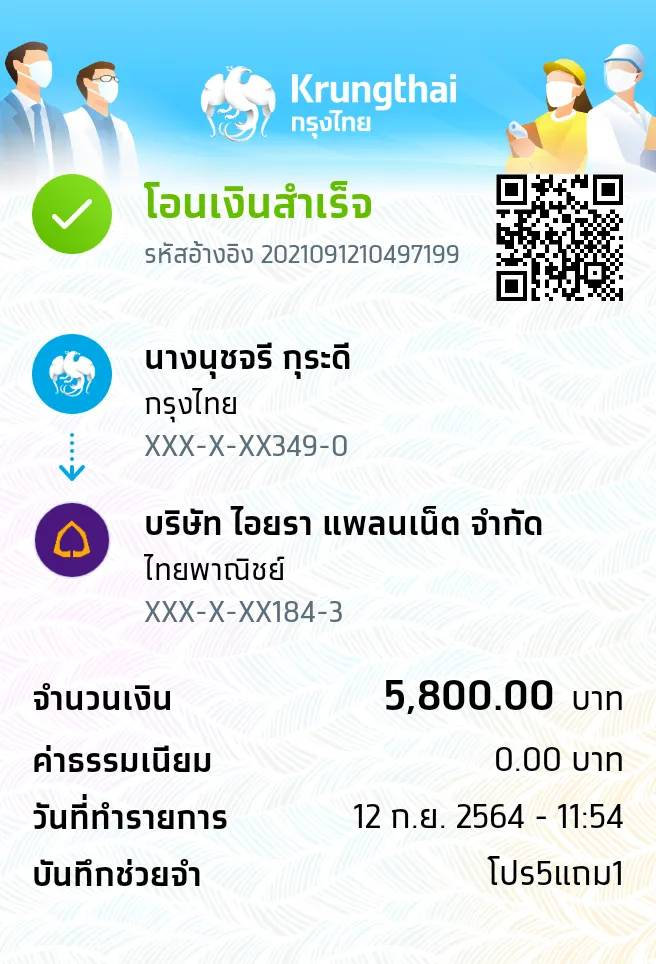 Krungthai
กรุงไทย
โอนเงินสำเร็จ
รหัสอ้างอิง 2021091210497199
นางนุชจรี กุระดี
กรุงไทย
XXX-X-XX349-0
บริษัท ไอยรา แพลนเน็ต จำกัด
ไทยพาณิชย์
XXX-X-XX184-3
จำนวนเงิน 5,800.00 บาท
ค่าธรรมเนียม 0.00 บาท
วันที่ทำรายการ 12 ก.ย. 2564 - 11:54
บันทึกช่วยจำ โปร5แถม1